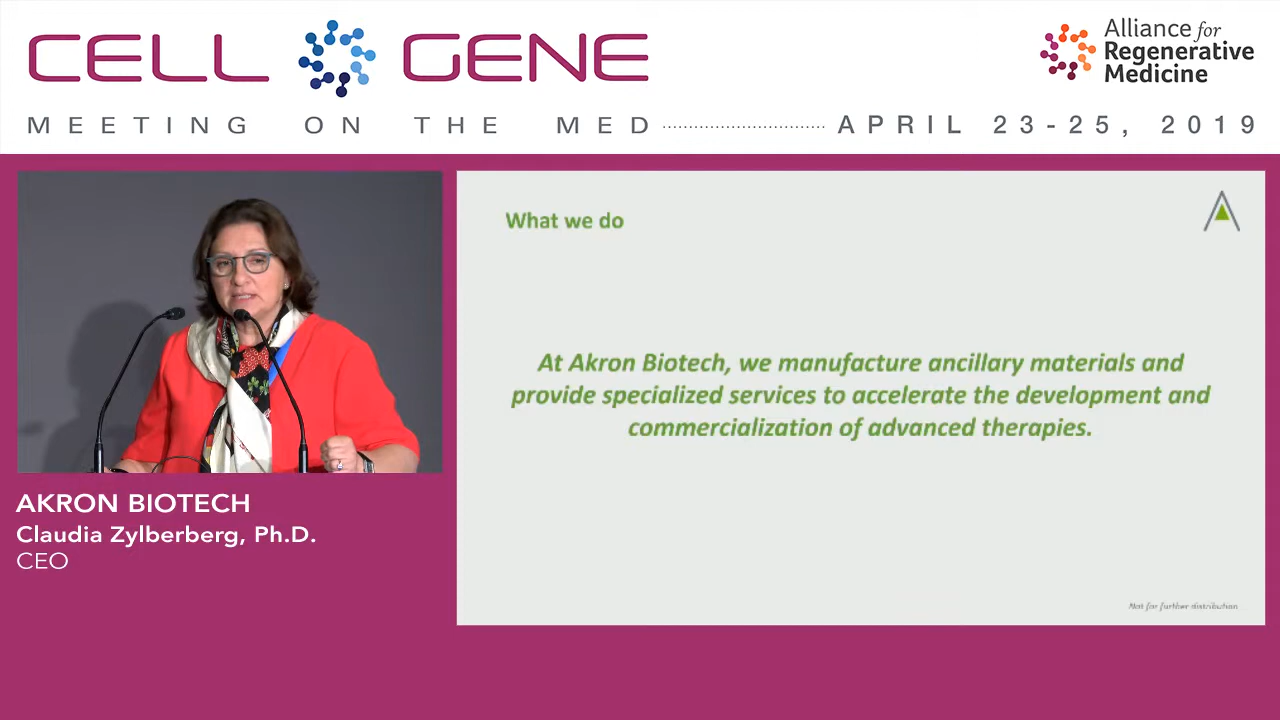 CELL GENE
Alliance for
Regenerative
Medicine
MEETING ON THE MED
APRIL 23-25, 2019
What we do
At Akron Biotech, we manufacture ancillary materials and
provide specialized services to accelerate the development and
commercialization of advanced therapies.
Not for further distribution
AKRON BIOTECH
Claudia Zylberberg, Ph.D.
CEO